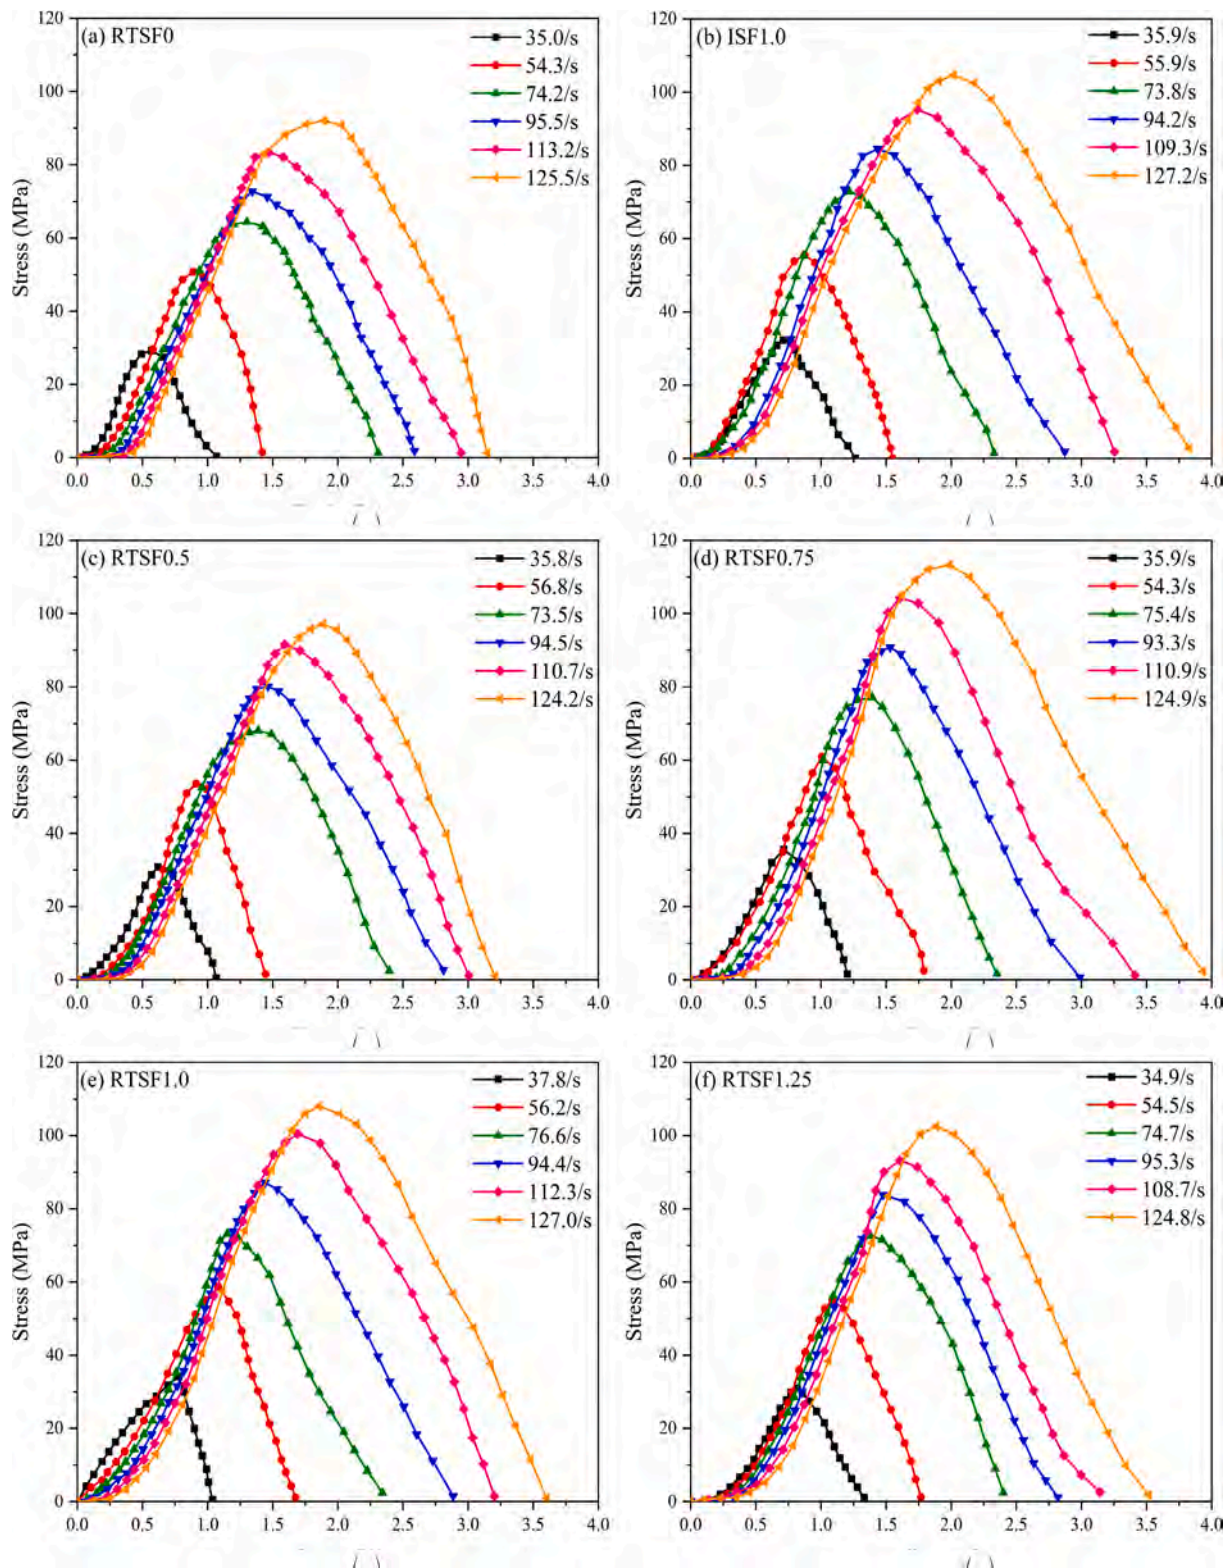 (a) RTSF0
35.0/s
54.3/s
74.2/s
95.5/s
113.2/s
125.5/s
Stress (MPa)
120
100
80
60
40
20
0
0.0 0.5 1.0 1.5 2.0 2.5 3.0 3.5 4.0
(b) ISF1.0
35.9/s
55.9/s
73.8/s
94.2/s
109.3/s
127.2/s
Stress (MPa)
120
100
80
60
40
20
0
0.0 0.5 1.0 1.5 2.0 2.5 3.0 3.5 4.0
(c) RTSF0.5
35.8/s
56.8/s
73.5/s
94.5/s
110.7/s
124.2/s
Stress (MPa)
120
100
80
60
40
20
0
0.0 0.5 1.0 1.5 2.0 2.5 3.0 3.5 4.0
(d) RTSF0.75
35.9/s
54.3/s
75.4/s
93.3/s
110.9/s
124.9/s
Stress (MPa)
120
100
80
60
40
20
0
0.0 0.5 1.0 1.5 2.0 2.5 3.0 3.5 4.0
(e) RTSF1.0
37.8/s
56.2/s
76.6/s
94.4/s
112.3/s
127.0/s
Stress (MPa)
120
100
80
60
40
20
0
0.0 0.5 1.0 1.5 2.0 2.5 3.0 3.5 4.0
(f) RTSF1.25
34.9/s
54.5/s
74.7/s
95.3/s
108.7/s
124.8/s
Stress (MPa)
120
100
80
60
40
20
0
0.0 0.5 1.0 1.5 2.0 2.5 3.0 3.5 4.0